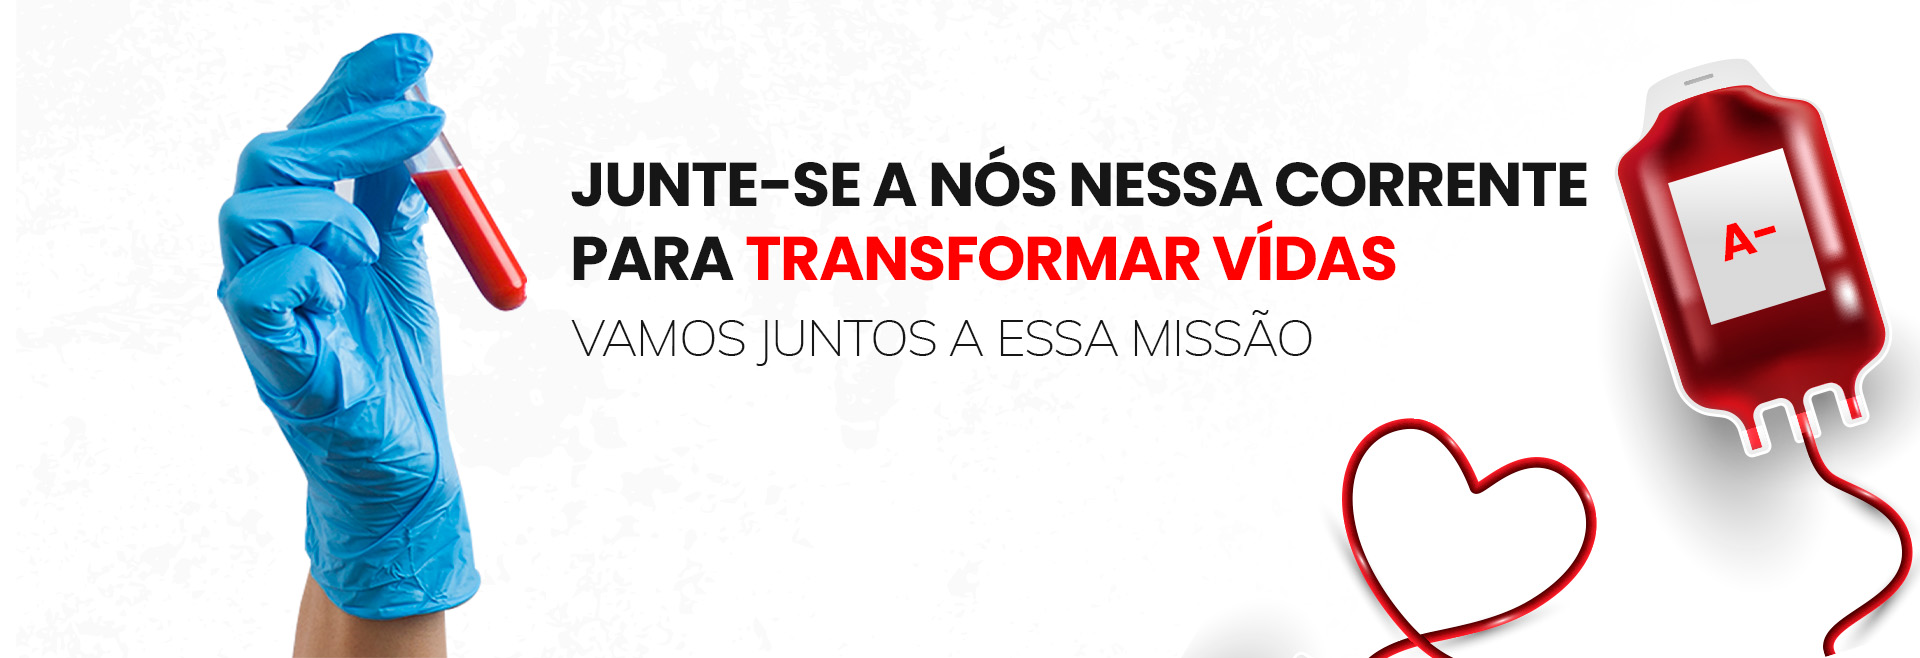 JUNTE-SE A NÓS NESSA CORRENTE
PARA TRANSFORMAR VÍDAS
VAMOS JUNTOS A ESSA MISSÃO
A-